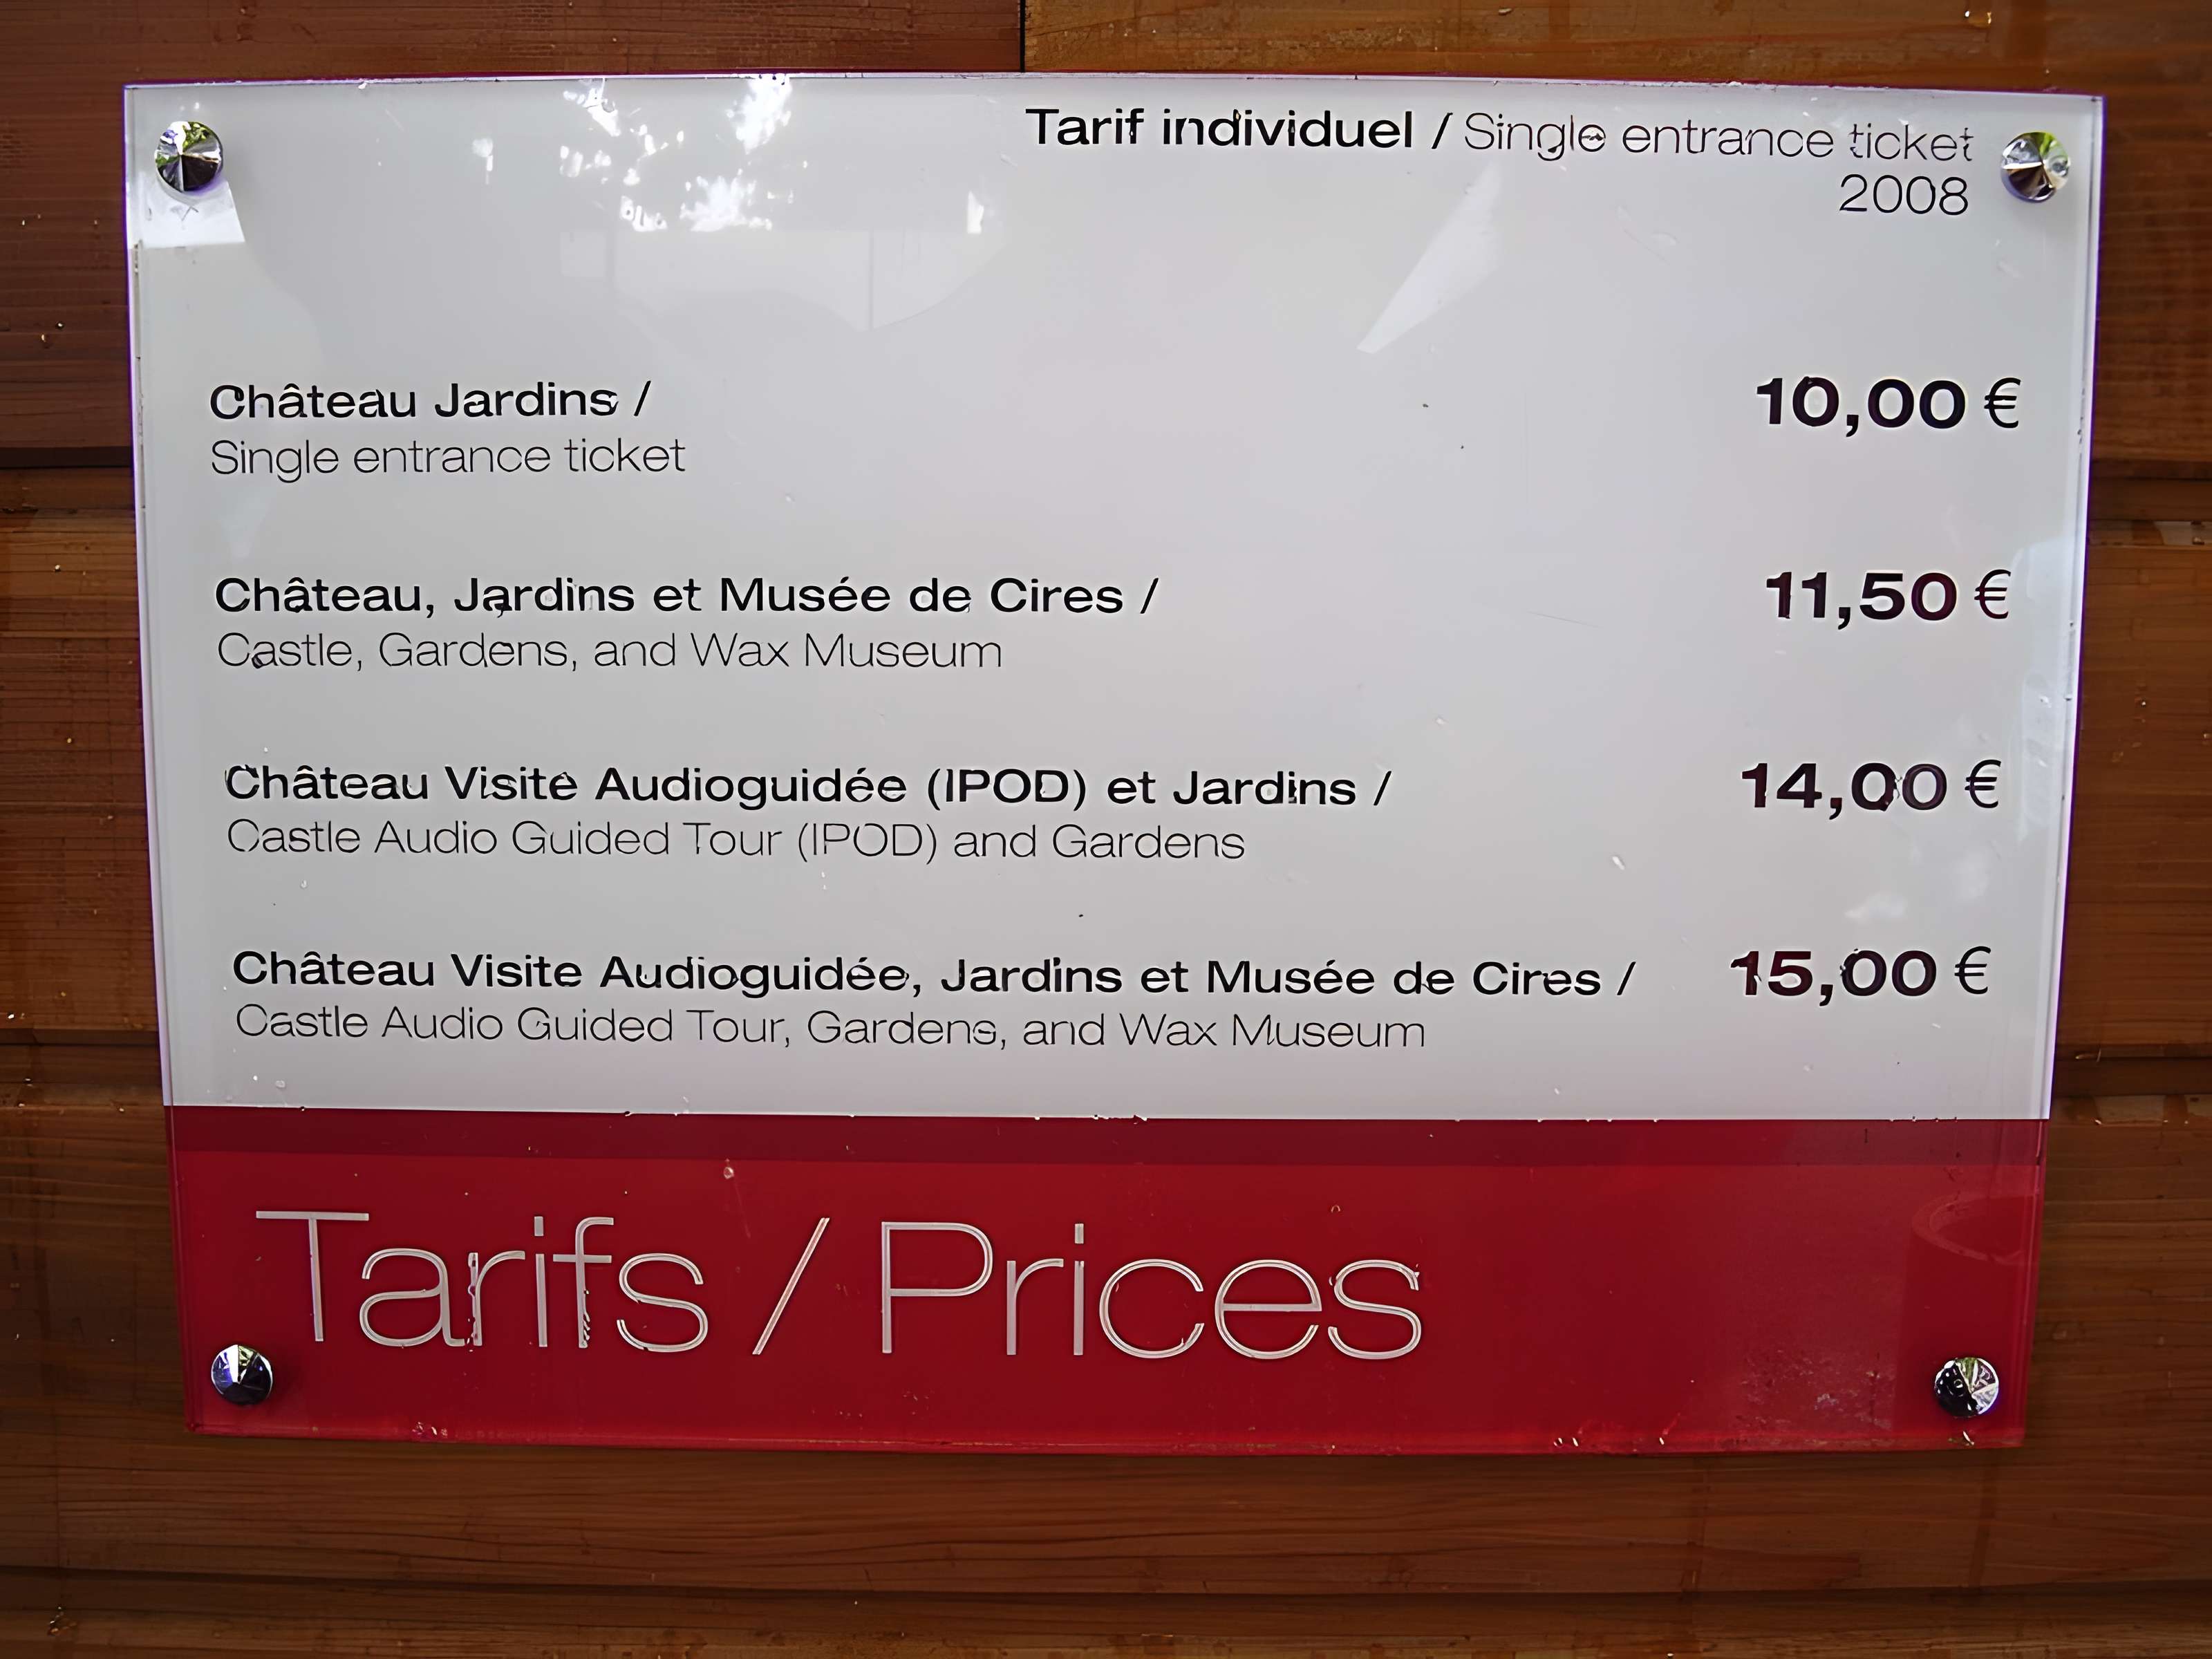 Tarif individuel / Single entrance ticket
2008
Château Jardins /
10,00 €
Single entrance ticket
Château, Jardins et Musée de Cires /
11,50 €
Castle, Gardens, and Wax Museum
Château Visite Audioguidée (IPOD) et Jardins /
14,00 €
Castle Audio Guided Tour (IPOD) and Gardens
Château Visite Audioguidée, Jardins et Musée de Cires /
15,00 €
Castle Audio Guided Tour, Gardens, and Wax Museum
Tarifs / Prices